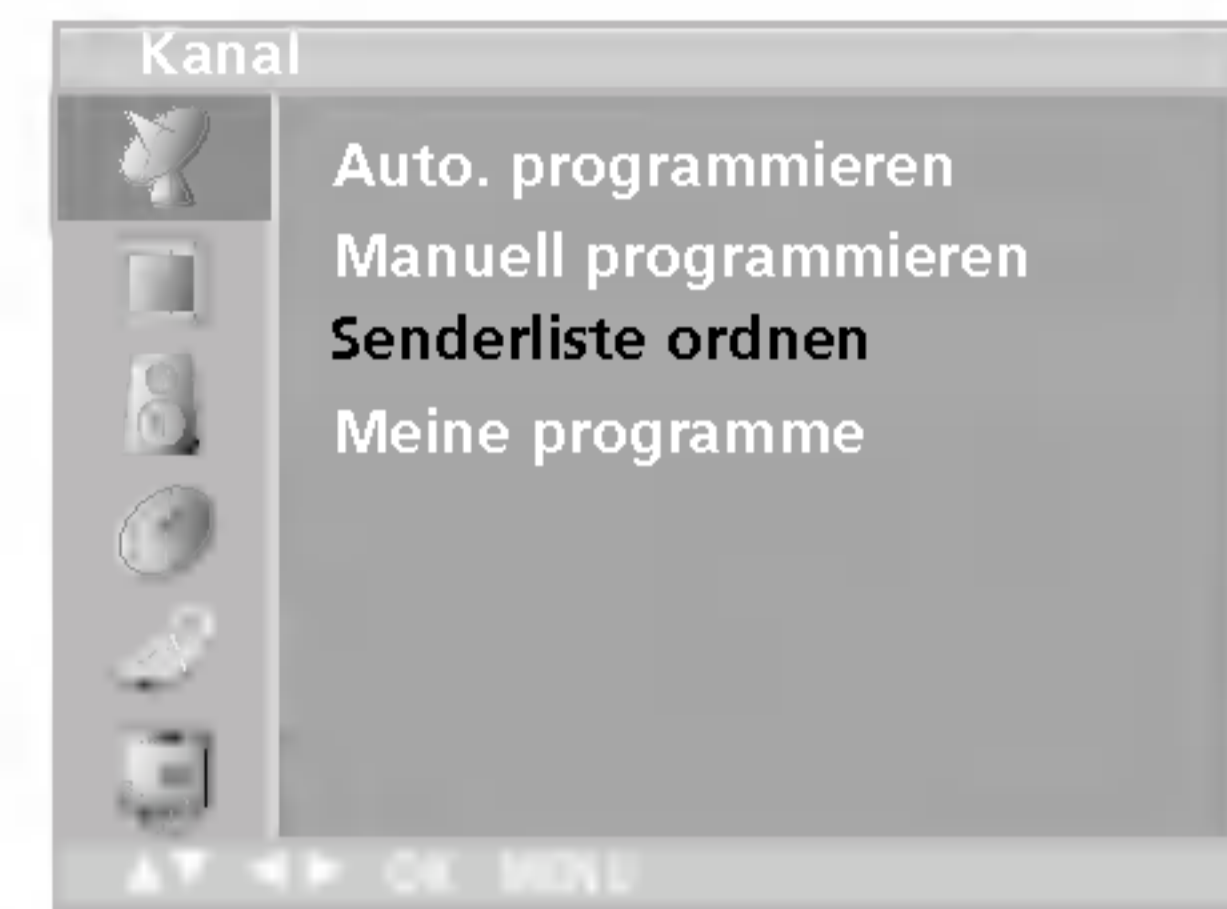 Kanal
Auto. programmieren
Manuell programmieren
Senderliste ordnen
Meine programme
▲▼ ◀▶ OK MENU